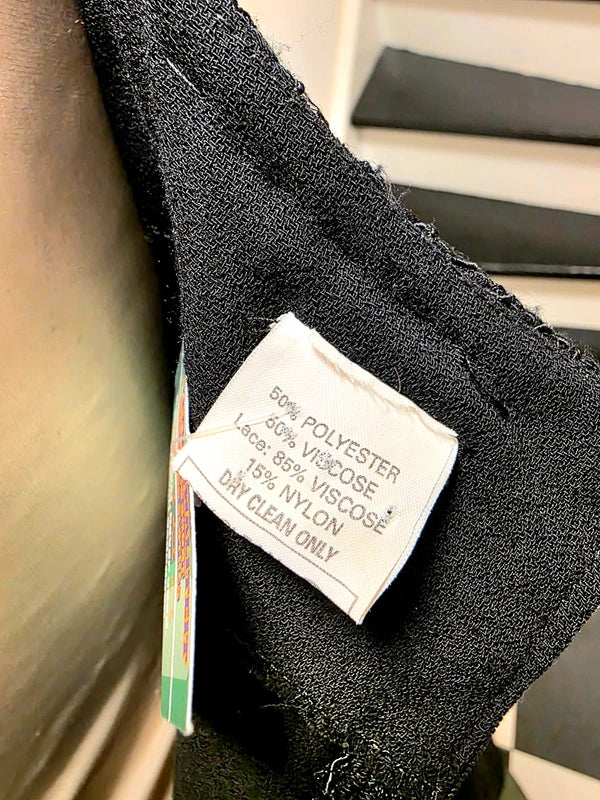 50% POLYESTER
50% VISCOSE
Lace: 85% VISCOSE
15% NYLON
DRY CLEAN ONLY